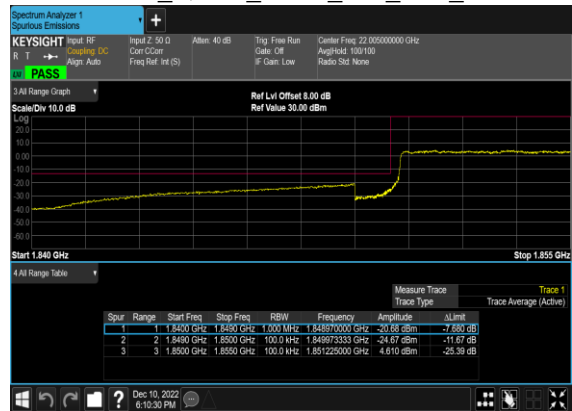 Spectrum Analyzer 1
Spurious Emissions
+
KEYSIGHT Input: RF Input Z: 50 Ω Atten: 40 dB Trig: Free Run Center Freq: 22.005000000 GHz
R T Coupling: DC Corr CCorr Gate: Off Avg|Hold: 100/100
Align: Auto Freq Ref: Int (S) IF Gain: Low Radio Std: None
PASS
3 All Range Graph
Ref Lvl Offset 8.00 dB
Scale/Div 10.0 dB Ref Value 30.00 dBm
Log
20.0
10.0
0.00
-10.0
-20.0
-30.0
-40.0
-50.0
-60.0
Start 1.840 GHz Stop 1.855 GHz
4 All Range Table
Measure Trace Trace 1
Trace Type Trace Average (Active)
Spur Range Start Freq Stop Freq RBW Frequency Amplitude ΔLimit
1 1 1.8400 GHz 1.8490 GHz 1.000 MHz 1.848970000 GHz -20.68 dBm -7.680 dB
2 2 1.8490 GHz 1.8500 GHz 100.0 kHz 1.849973333 GHz -24.67 dBm -11.67 dB
3 3 1.8500 GHz 1.8550 GHz 100.0 kHz 1.851225000 GHz 4.610 dBm -25.39 dB
? Dec 10, 2022
6:10:30 PM